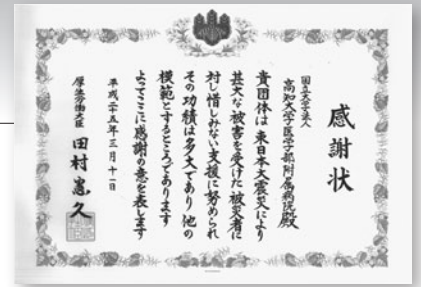 感謝状
国立大学法人
高知大学医学部附属病院殿
貴団体は東日本大震災により
甚大な被害を受けた被災者に
対し惜しみない支援に努められ
その功績は多大であり他の
模範とするところであります
よってここに感謝の意を表します
平成二十五年三月十一日
厚生労働大臣 田村憲久